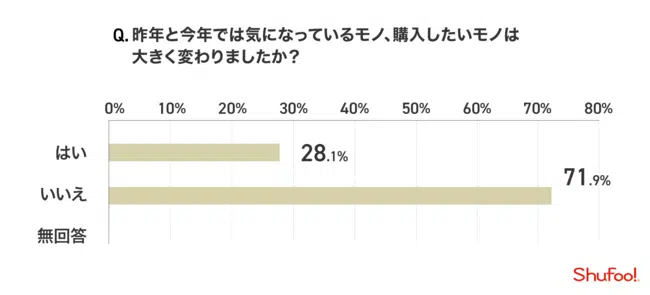 Q. 昨年と今年では気になっているモノ、購入したいモノは
大きく変わりましたか？
0% 10% 20% 30% 40% 50% 60% 70% 80%
はい 28.1%
いいえ 71.9%
無回答
Shufoo!